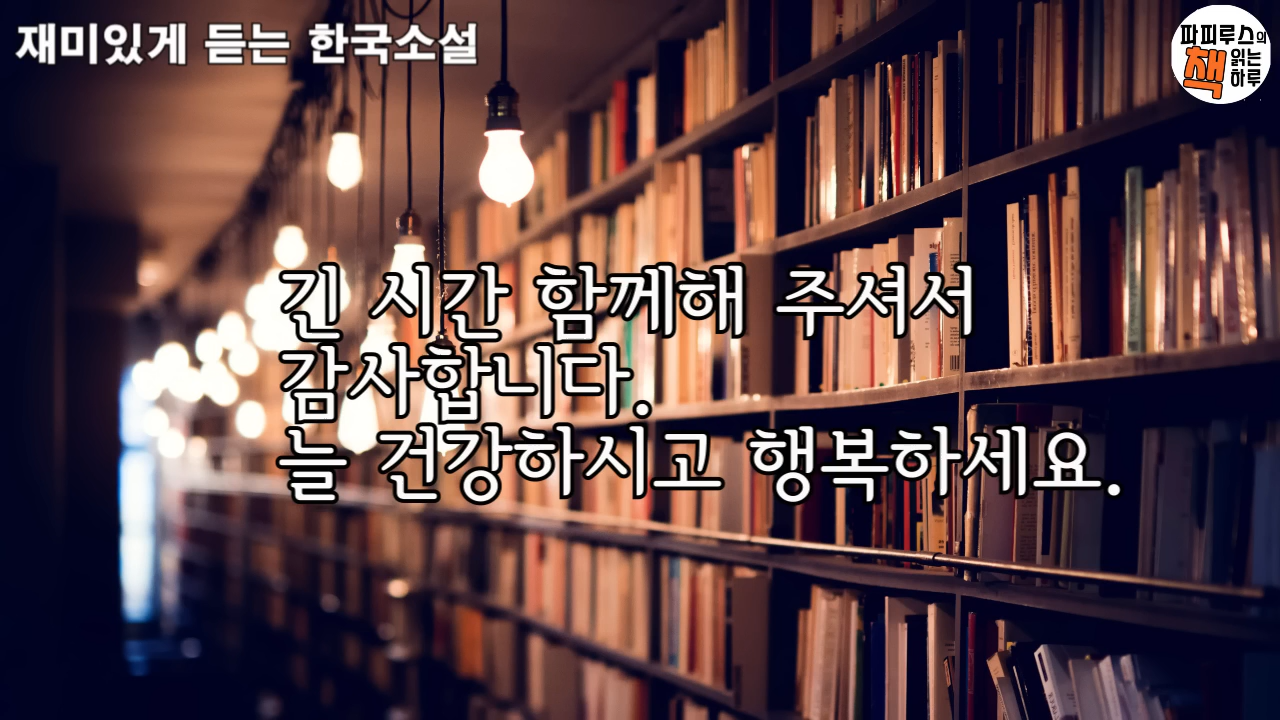 재미있게 듣는 한국소설
파피루스의
책 읽는
하루
긴 시간 함께해 주셔서
감사합니다.
늘 건강하시고 행복하세요.